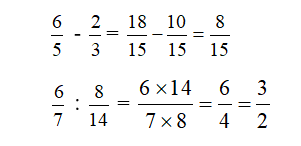 6/5 - 2/3 = 18/15 - 10/15 = 8/15
6/7 : 8/14 = 6×14/7×8 = 6/4 = 3/2